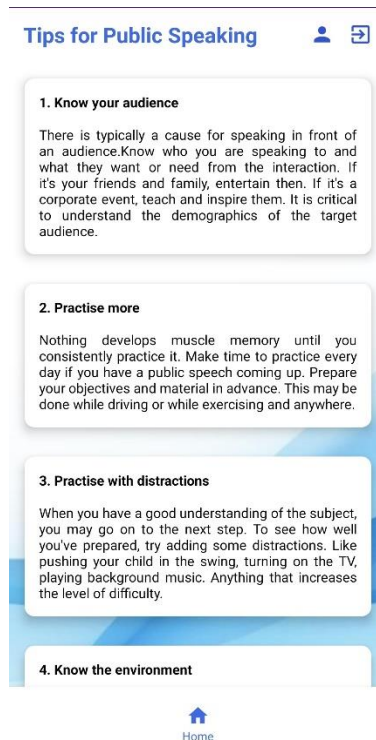 Tips for Public Speaking
1. Know your audience
There is typically a cause for speaking in front of
an audience.Know who you are speaking to and
what they want or need from the interaction. If
it's your friends and family, entertain then. If it's a
corporate event, teach and inspire them. It is critical
to understand the demographics of the target
audience.
2. Practise more
Nothing develops muscle memory until you
consistently practice it. Make time to practice every
day if you have a public speech coming up. Prepare
your objectives and material in advance. This may be
done while driving or while exercising and anywhere.
3. Practise with distractions
When you have a good understanding of the subject,
you may go on to the next step. To see how well
you've prepared, try adding some distractions. Like
pushing your child in the swing, turning on the TV,
playing background music. Anything that increases
the level of difficulty.
4. Know the environment
Home